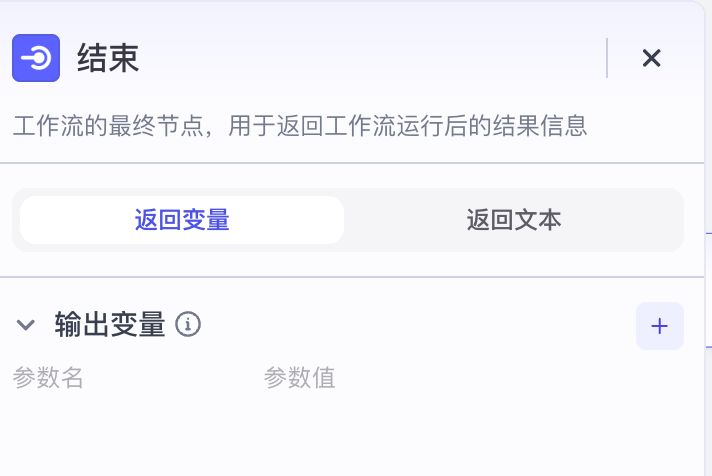 结束
工作流的最终节点，用于返回工作流运行后的结果信息
返回变量 返回文本
输出变量
参数名 参数值